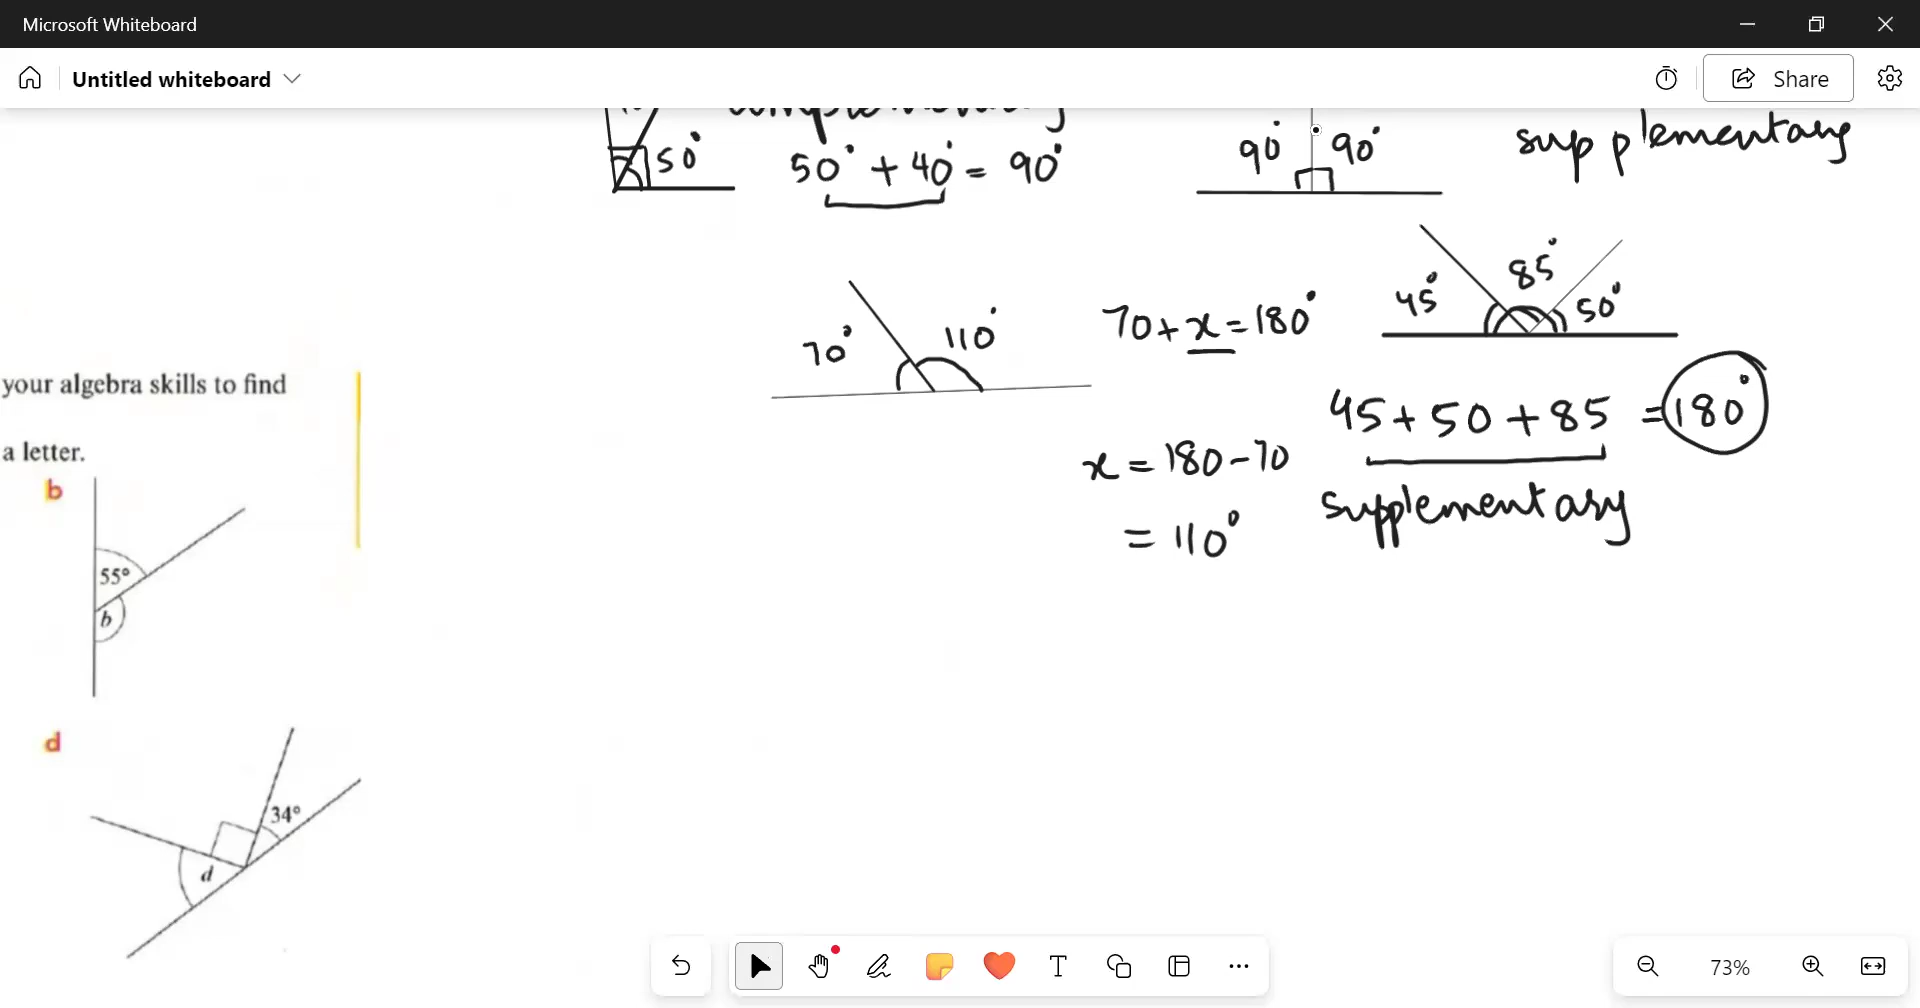 Microsoft Whiteboard
Untitled whiteboard
Share
50°
50° + 40° = 90°
90° 90°
supplementary
your algebra skills to find
a letter.
b
55°
b
d
34°
d
70° 110°
70+x=180°
x = 180-70
= 110°
45° 85° 50°
45+50+85 =180°
supplementary
73%